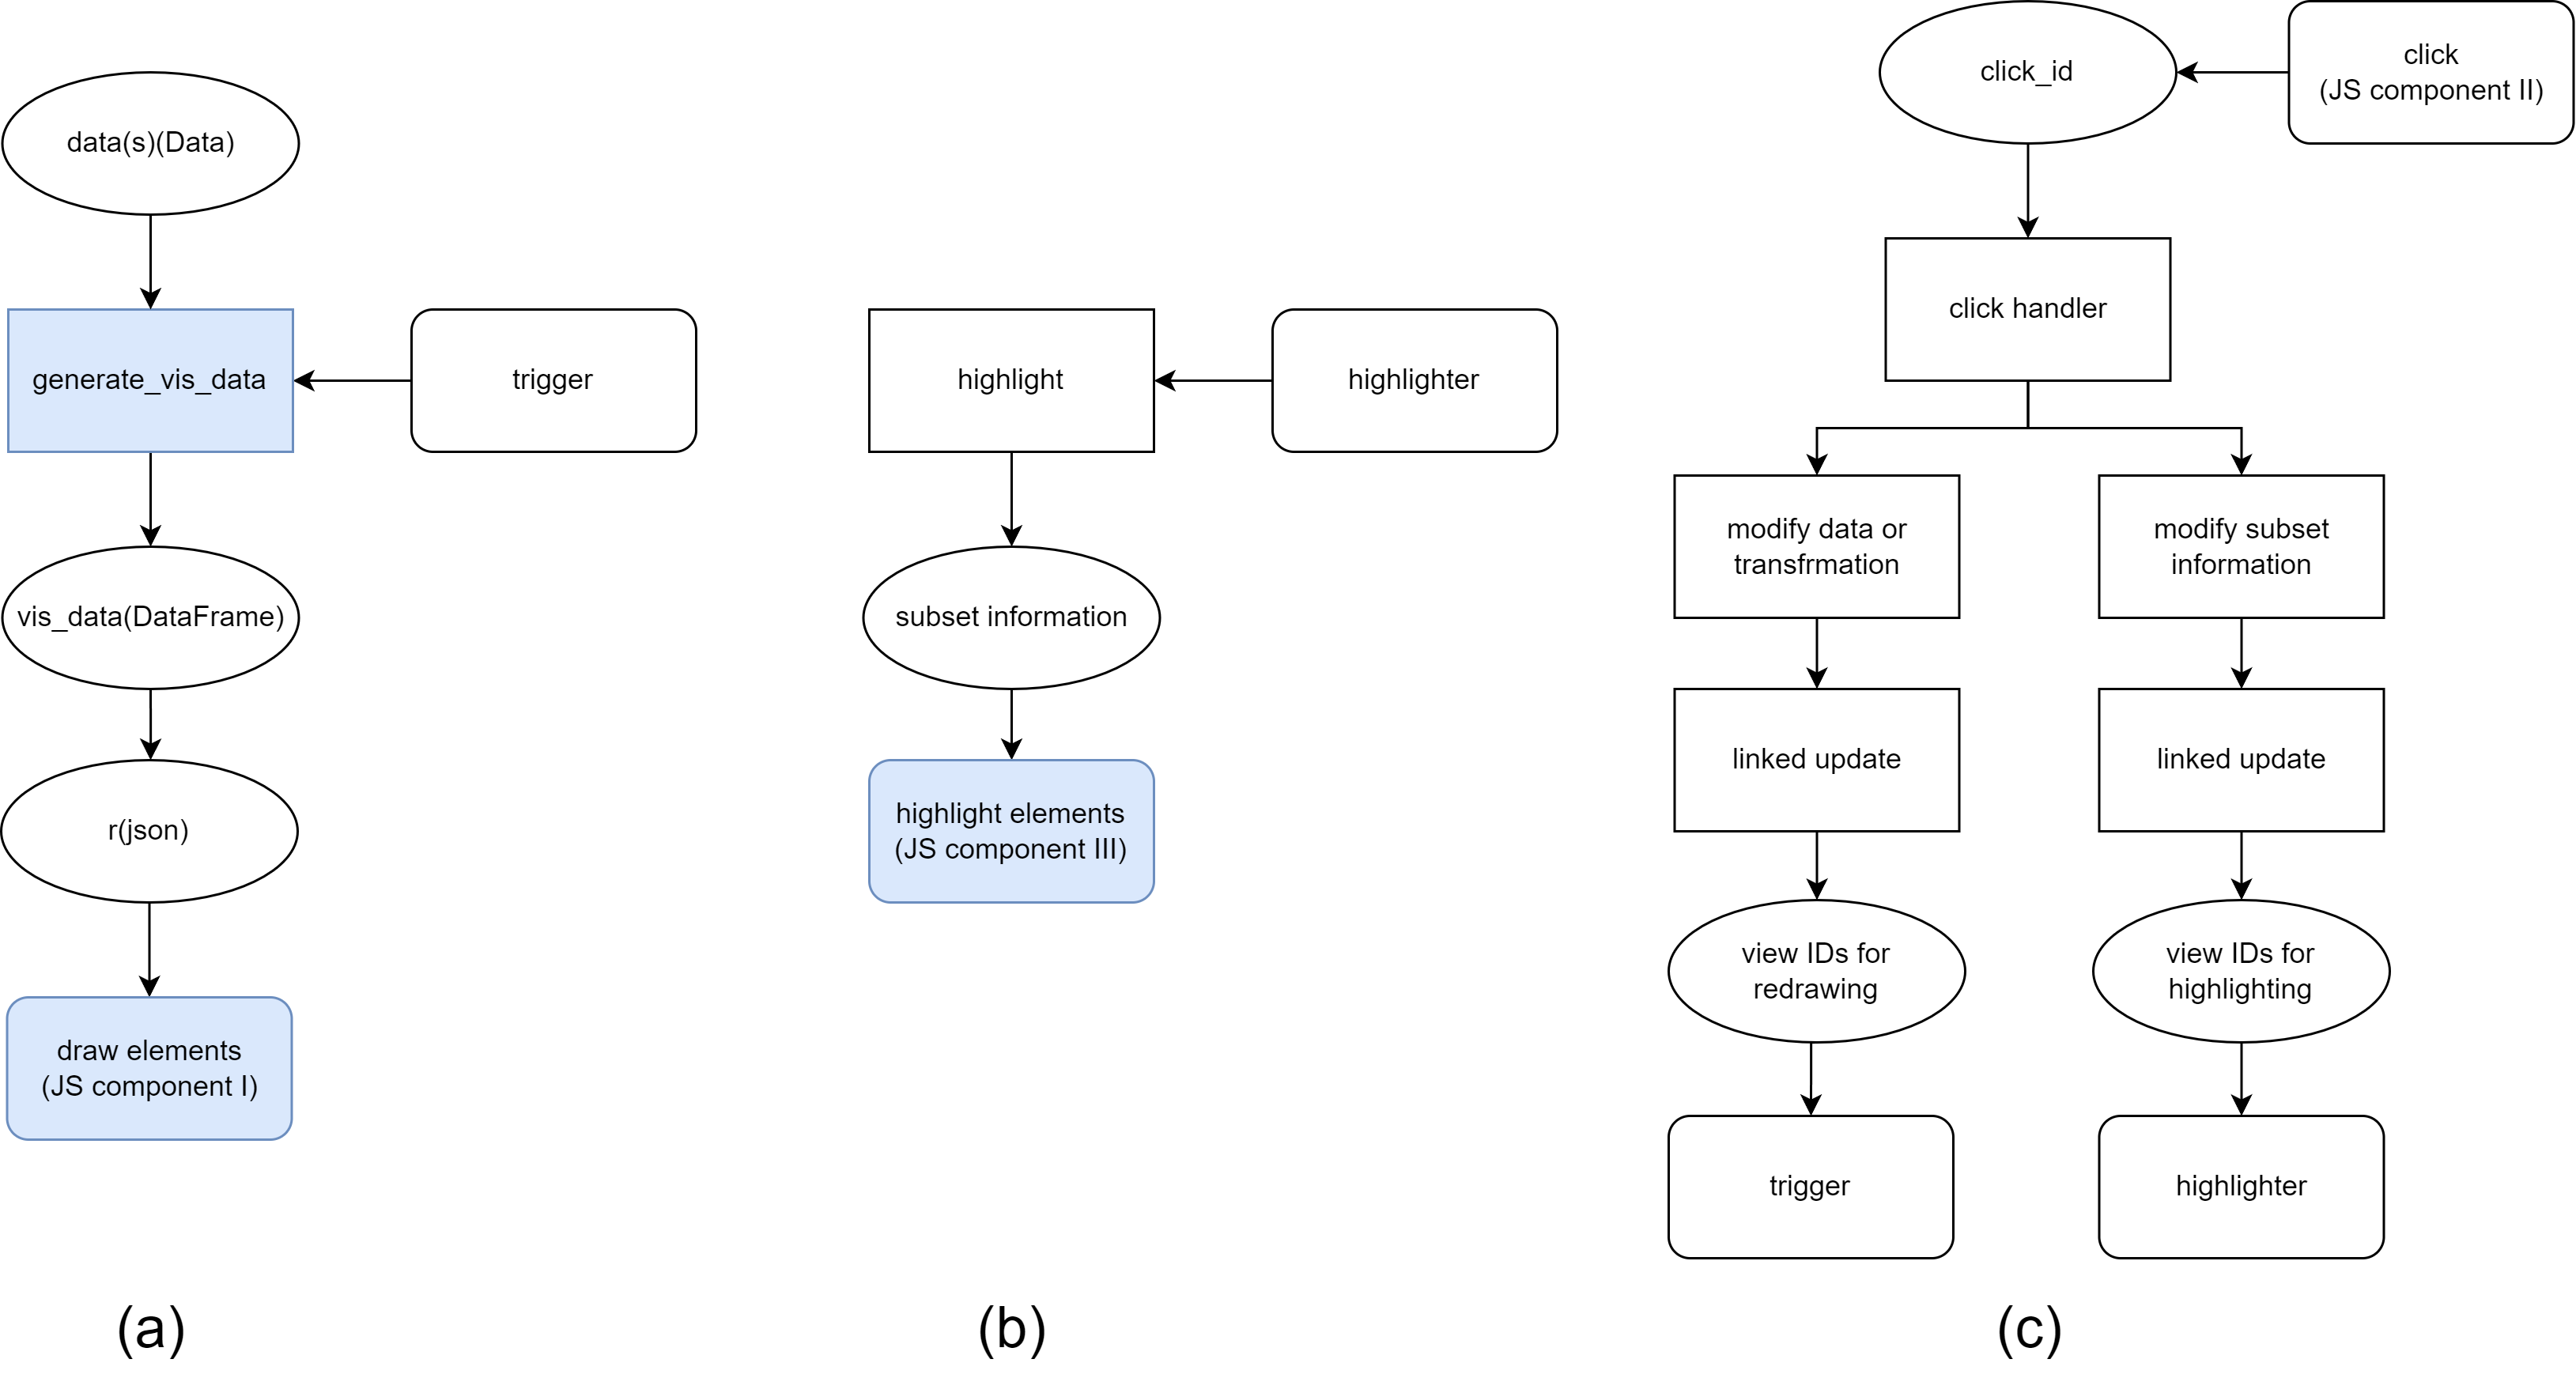 data(s)(Data)
generate_vis_data
trigger
vis_data(DataFrame)
r(json)
draw elements
(JS component I)
(a)
highlight
highlighter
subset information
highlight elements
(JS component III)
(b)
click_id
click
(JS component II)
click handler
modify data or
transfrmation
modify subset
information
linked update
linked update
view IDs for
redrawing
view IDs for
highlighting
trigger
highlighter
(c)